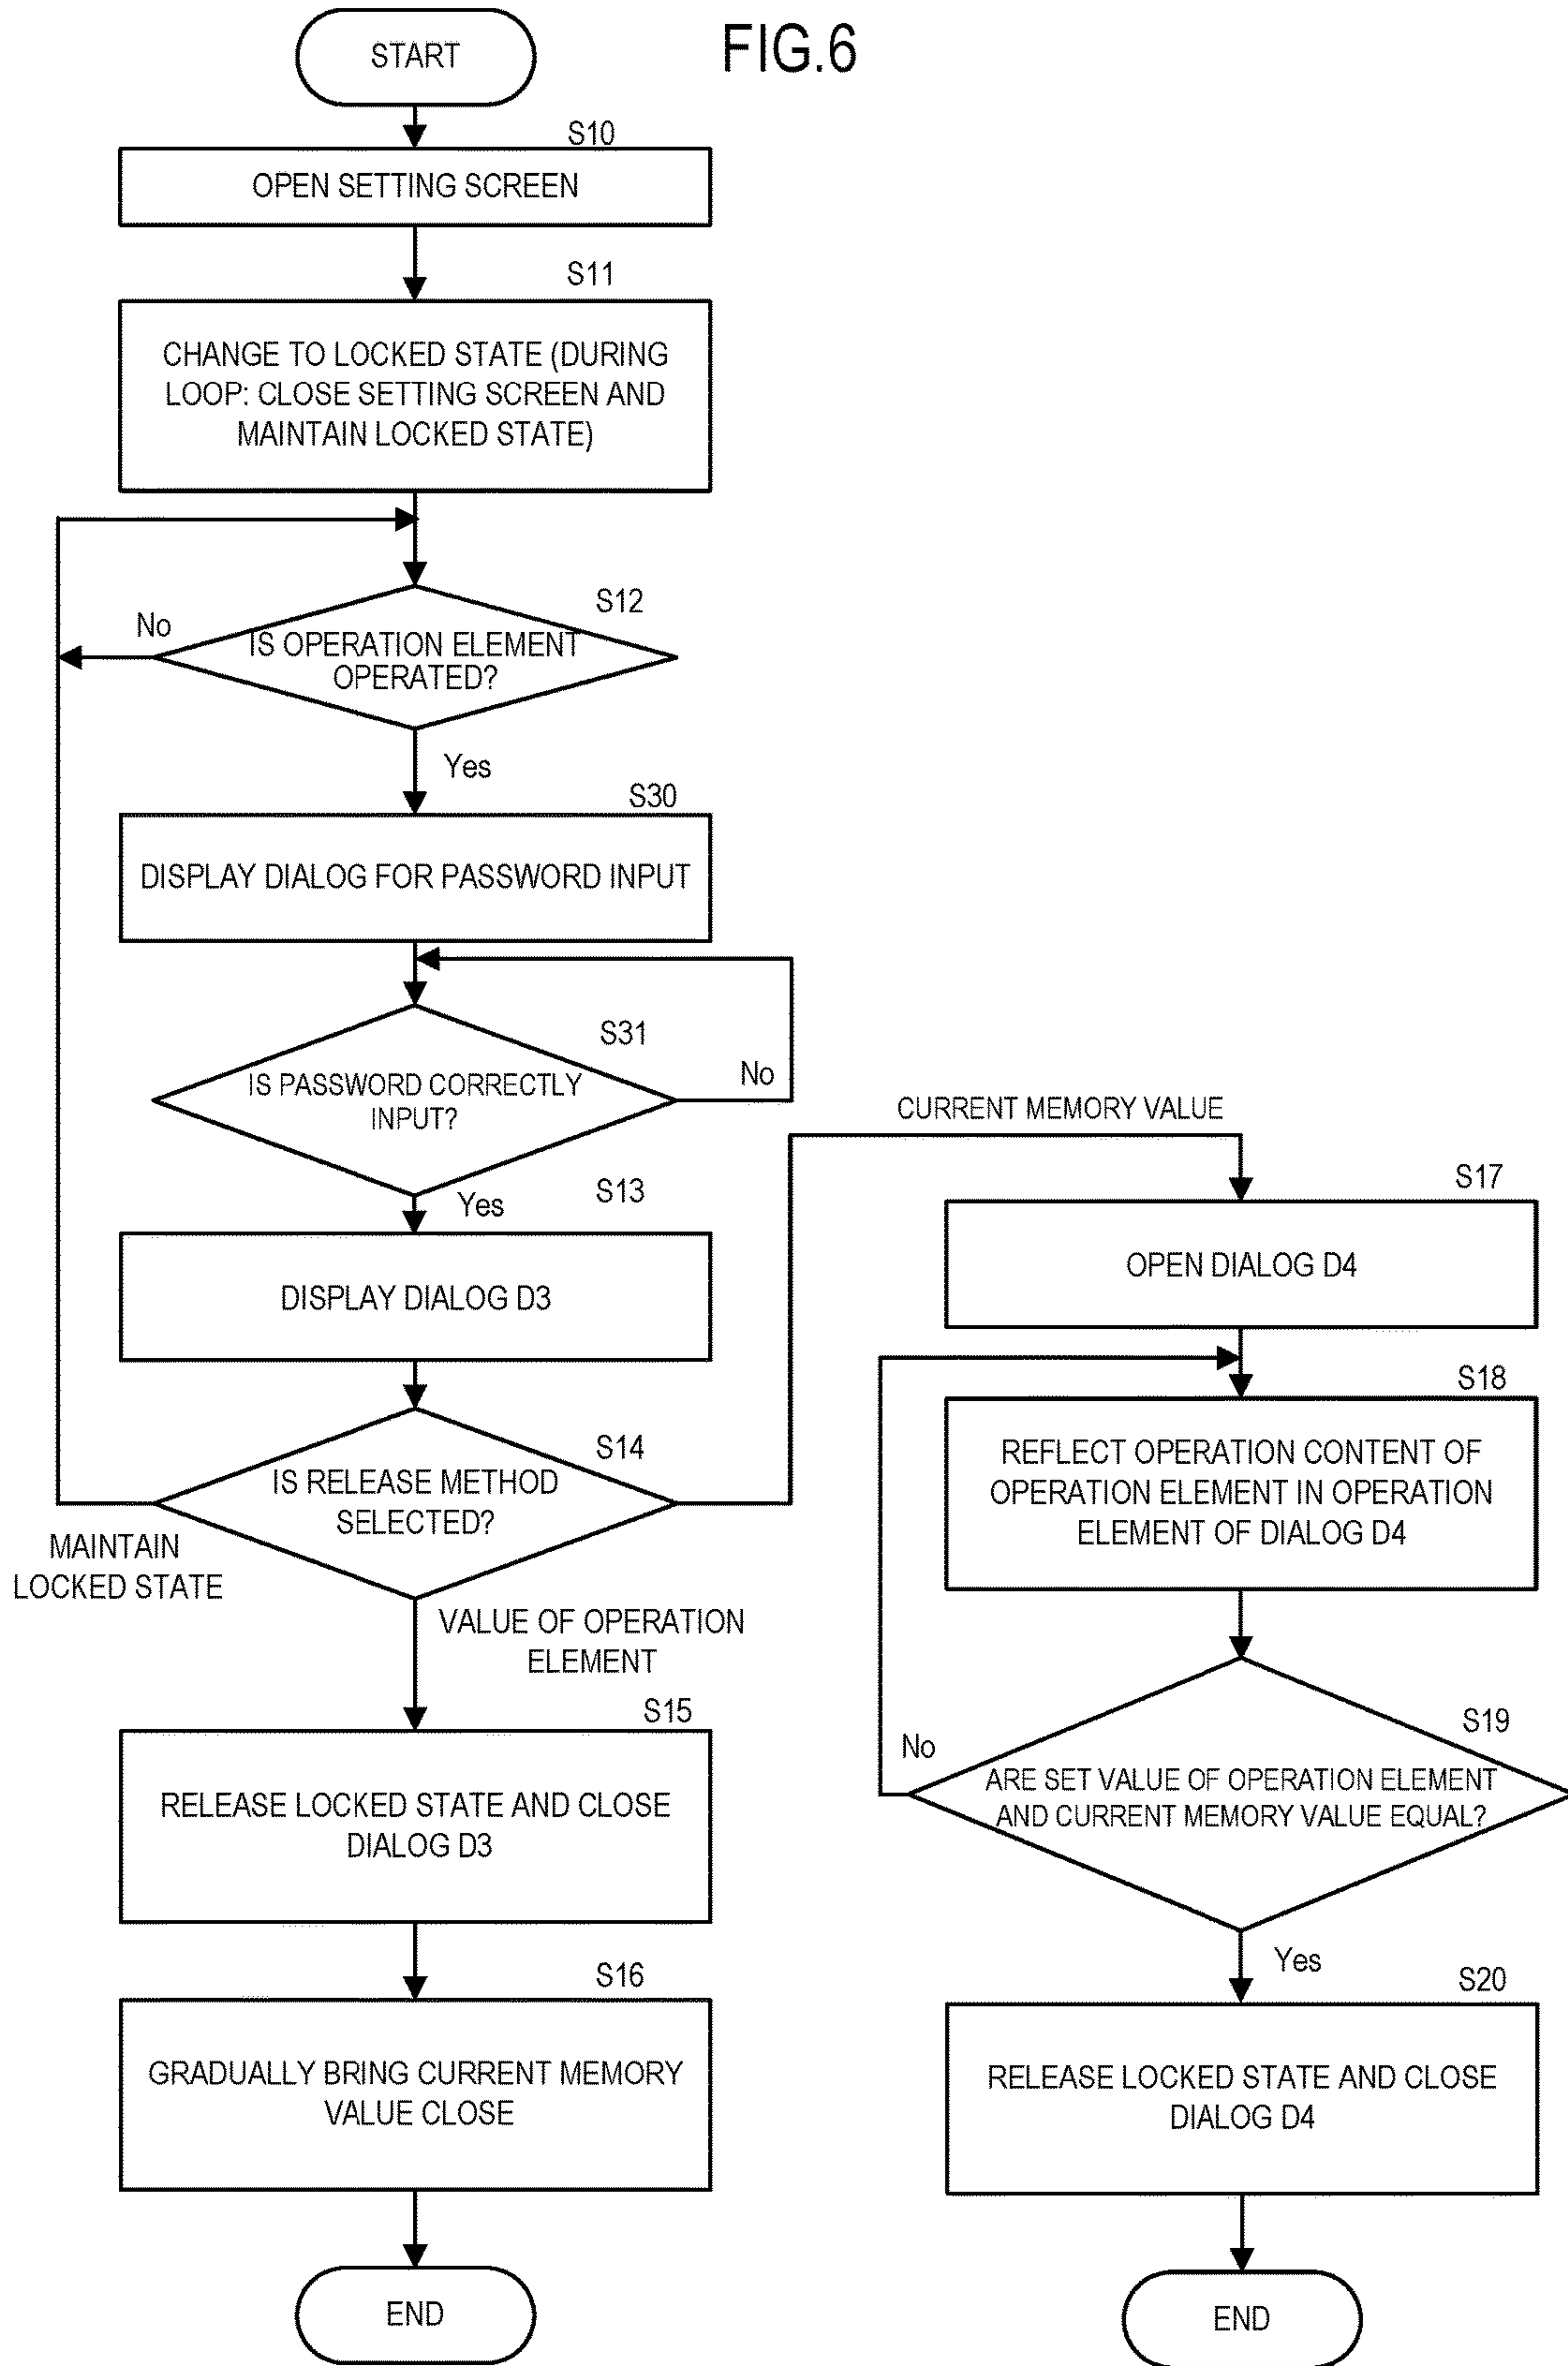 FIG.6
START
S10
OPEN SETTING SCREEN
S11
CHANGE TO LOCKED STATE (DURING
LOOP: CLOSE SETTING SCREEN AND
MAINTAIN LOCKED STATE)
S12
No
IS OPERATION ELEMENT
OPERATED?
Yes
S30
DISPLAY DIALOG FOR PASSWORD INPUT
S31
IS PASSWORD CORRECTLY
INPUT?
No
Yes
S13
DISPLAY DIALOG D3
S14
IS RELEASE METHOD
SELECTED?
MAINTAIN
LOCKED STATE
VALUE OF OPERATION
ELEMENT
S15
RELEASE LOCKED STATE AND CLOSE
DIALOG D3
S16
GRADUALLY BRING CURRENT MEMORY
VALUE CLOSE
END
CURRENT MEMORY VALUE
S17
OPEN DIALOG D4
S18
REFLECT OPERATION CONTENT OF
OPERATION ELEMENT IN OPERATION
ELEMENT OF DIALOG D4
S19
No
ARE SET VALUE OF OPERATION ELEMENT
AND CURRENT MEMORY VALUE EQUAL?
Yes
S20
RELEASE LOCKED STATE AND CLOSE
DIALOG D4
END